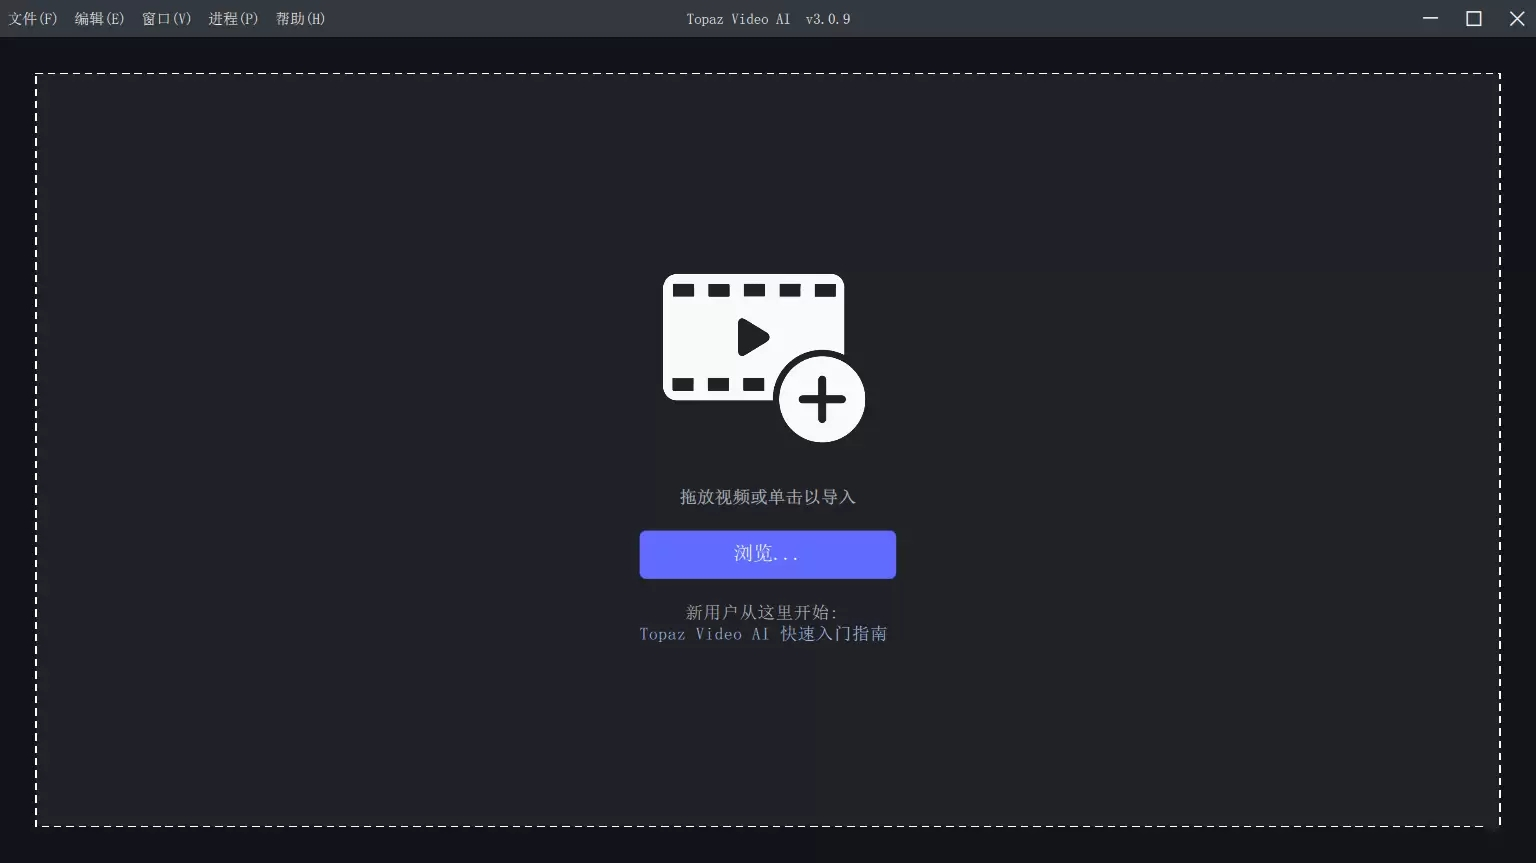 文件(F) 编辑(E) 窗口(V) 进程(P) 帮助(H) Topaz Video AI v3.0.9
拖放视频或单击以导入
浏览...
新用户从这里开始:
Topaz Video AI 快速入门指南